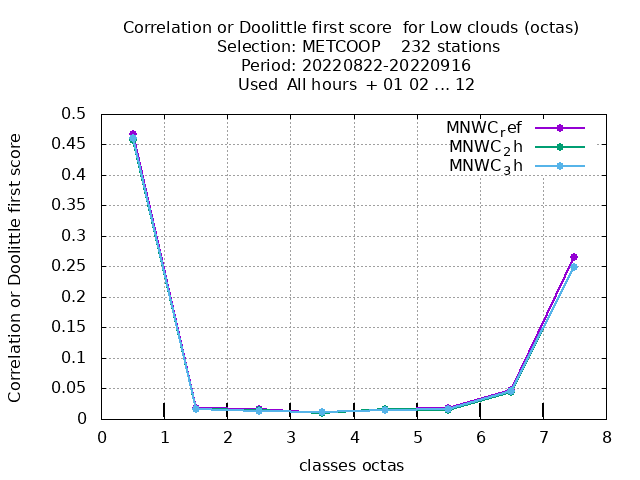 Correlation or Doolittle first score  for Low clouds (octas)
Selection: METCOOP    232 stations
Period: 20220822-20220916
Used  All hours  + 01 02 ... 12
Correlation or Doolittle first score
0.5
0.45
0.4
0.35
0.3
0.25
0.2
0.15
0.1
0.05
0
MNWCref
MNWC2h
MNWC3h
0 1 2 3 4 5 6 7 8
classes octas